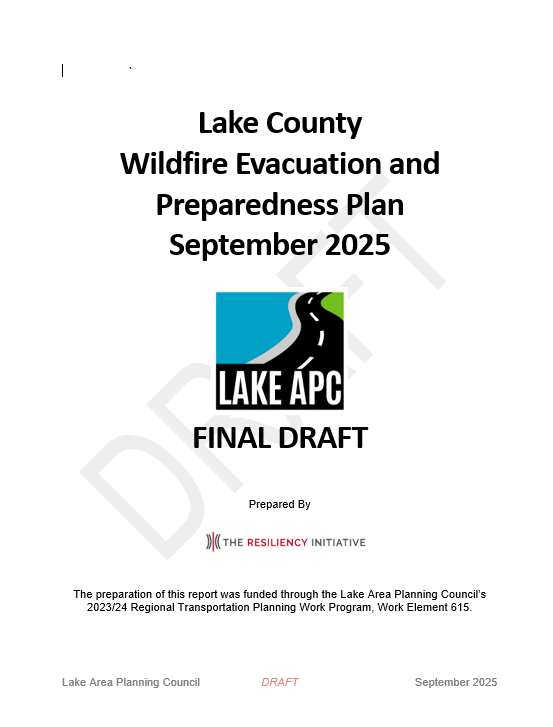 `
Lake County
Wildfire Evacuation and
Preparedness Plan
September 2025
DRAFT
LAKE APC
FINAL DRAFT
Prepared By
THE RESILIENCY INITIATIVE
The preparation of this report was funded through the Lake Area Planning Council’s
2023/24 Regional Transportation Planning Work Program, Work Element 615.
Lake Area Planning Council DRAFT September 2025